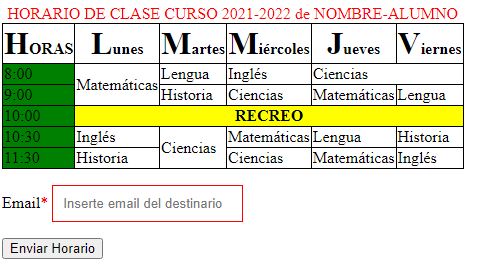 HORARIO DE CLASE CURSO 2021-2022 de NOMBRE-ALUMNO
HORAS Lunes Martes Miércoles Jueves Viernes
8:00 Matemáticas Lengua Inglés Ciencias
9:00 Historia Ciencias Matemáticas Lengua
10:00 RECREO
10:30 Inglés Ciencias Matemáticas Lengua Historia
11:30 Historia Ciencias Matemáticas Inglés
Email* Inserte email del destinario
Enviar Horario